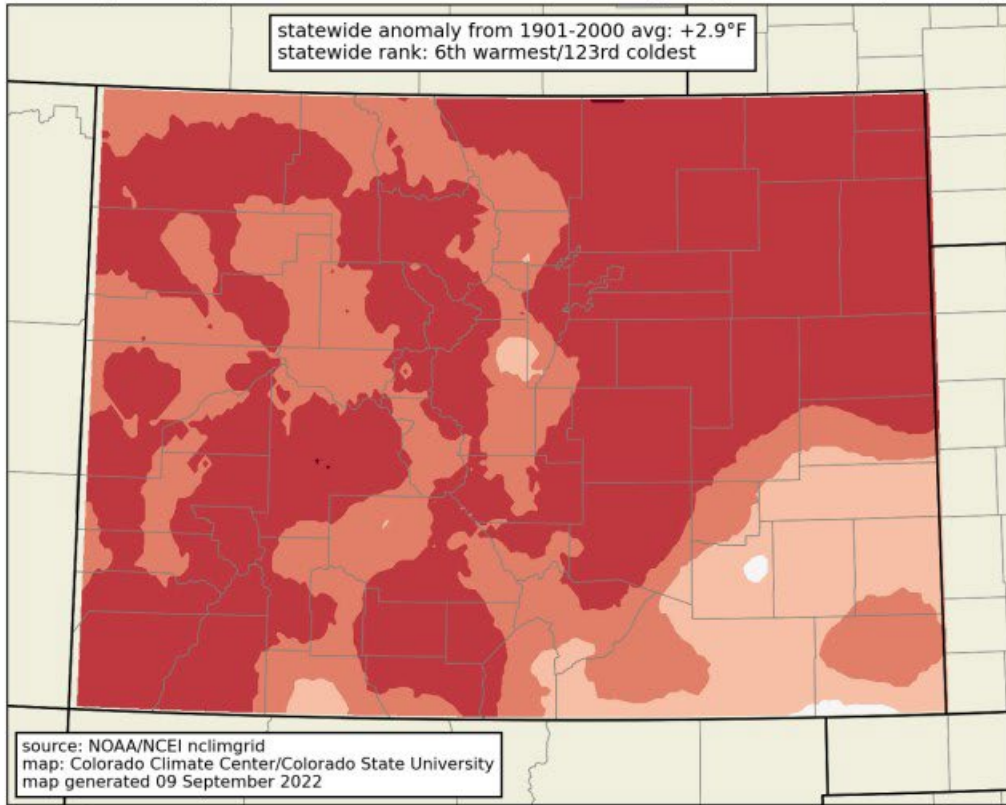 statewide anomaly from 1901-2000 avg: +2.9°F
statewide rank: 6th warmest/123rd coldest
source: NOAA/NCEI nclimgrid
map: Colorado Climate Center/Colorado State University
map generated 09 September 2022